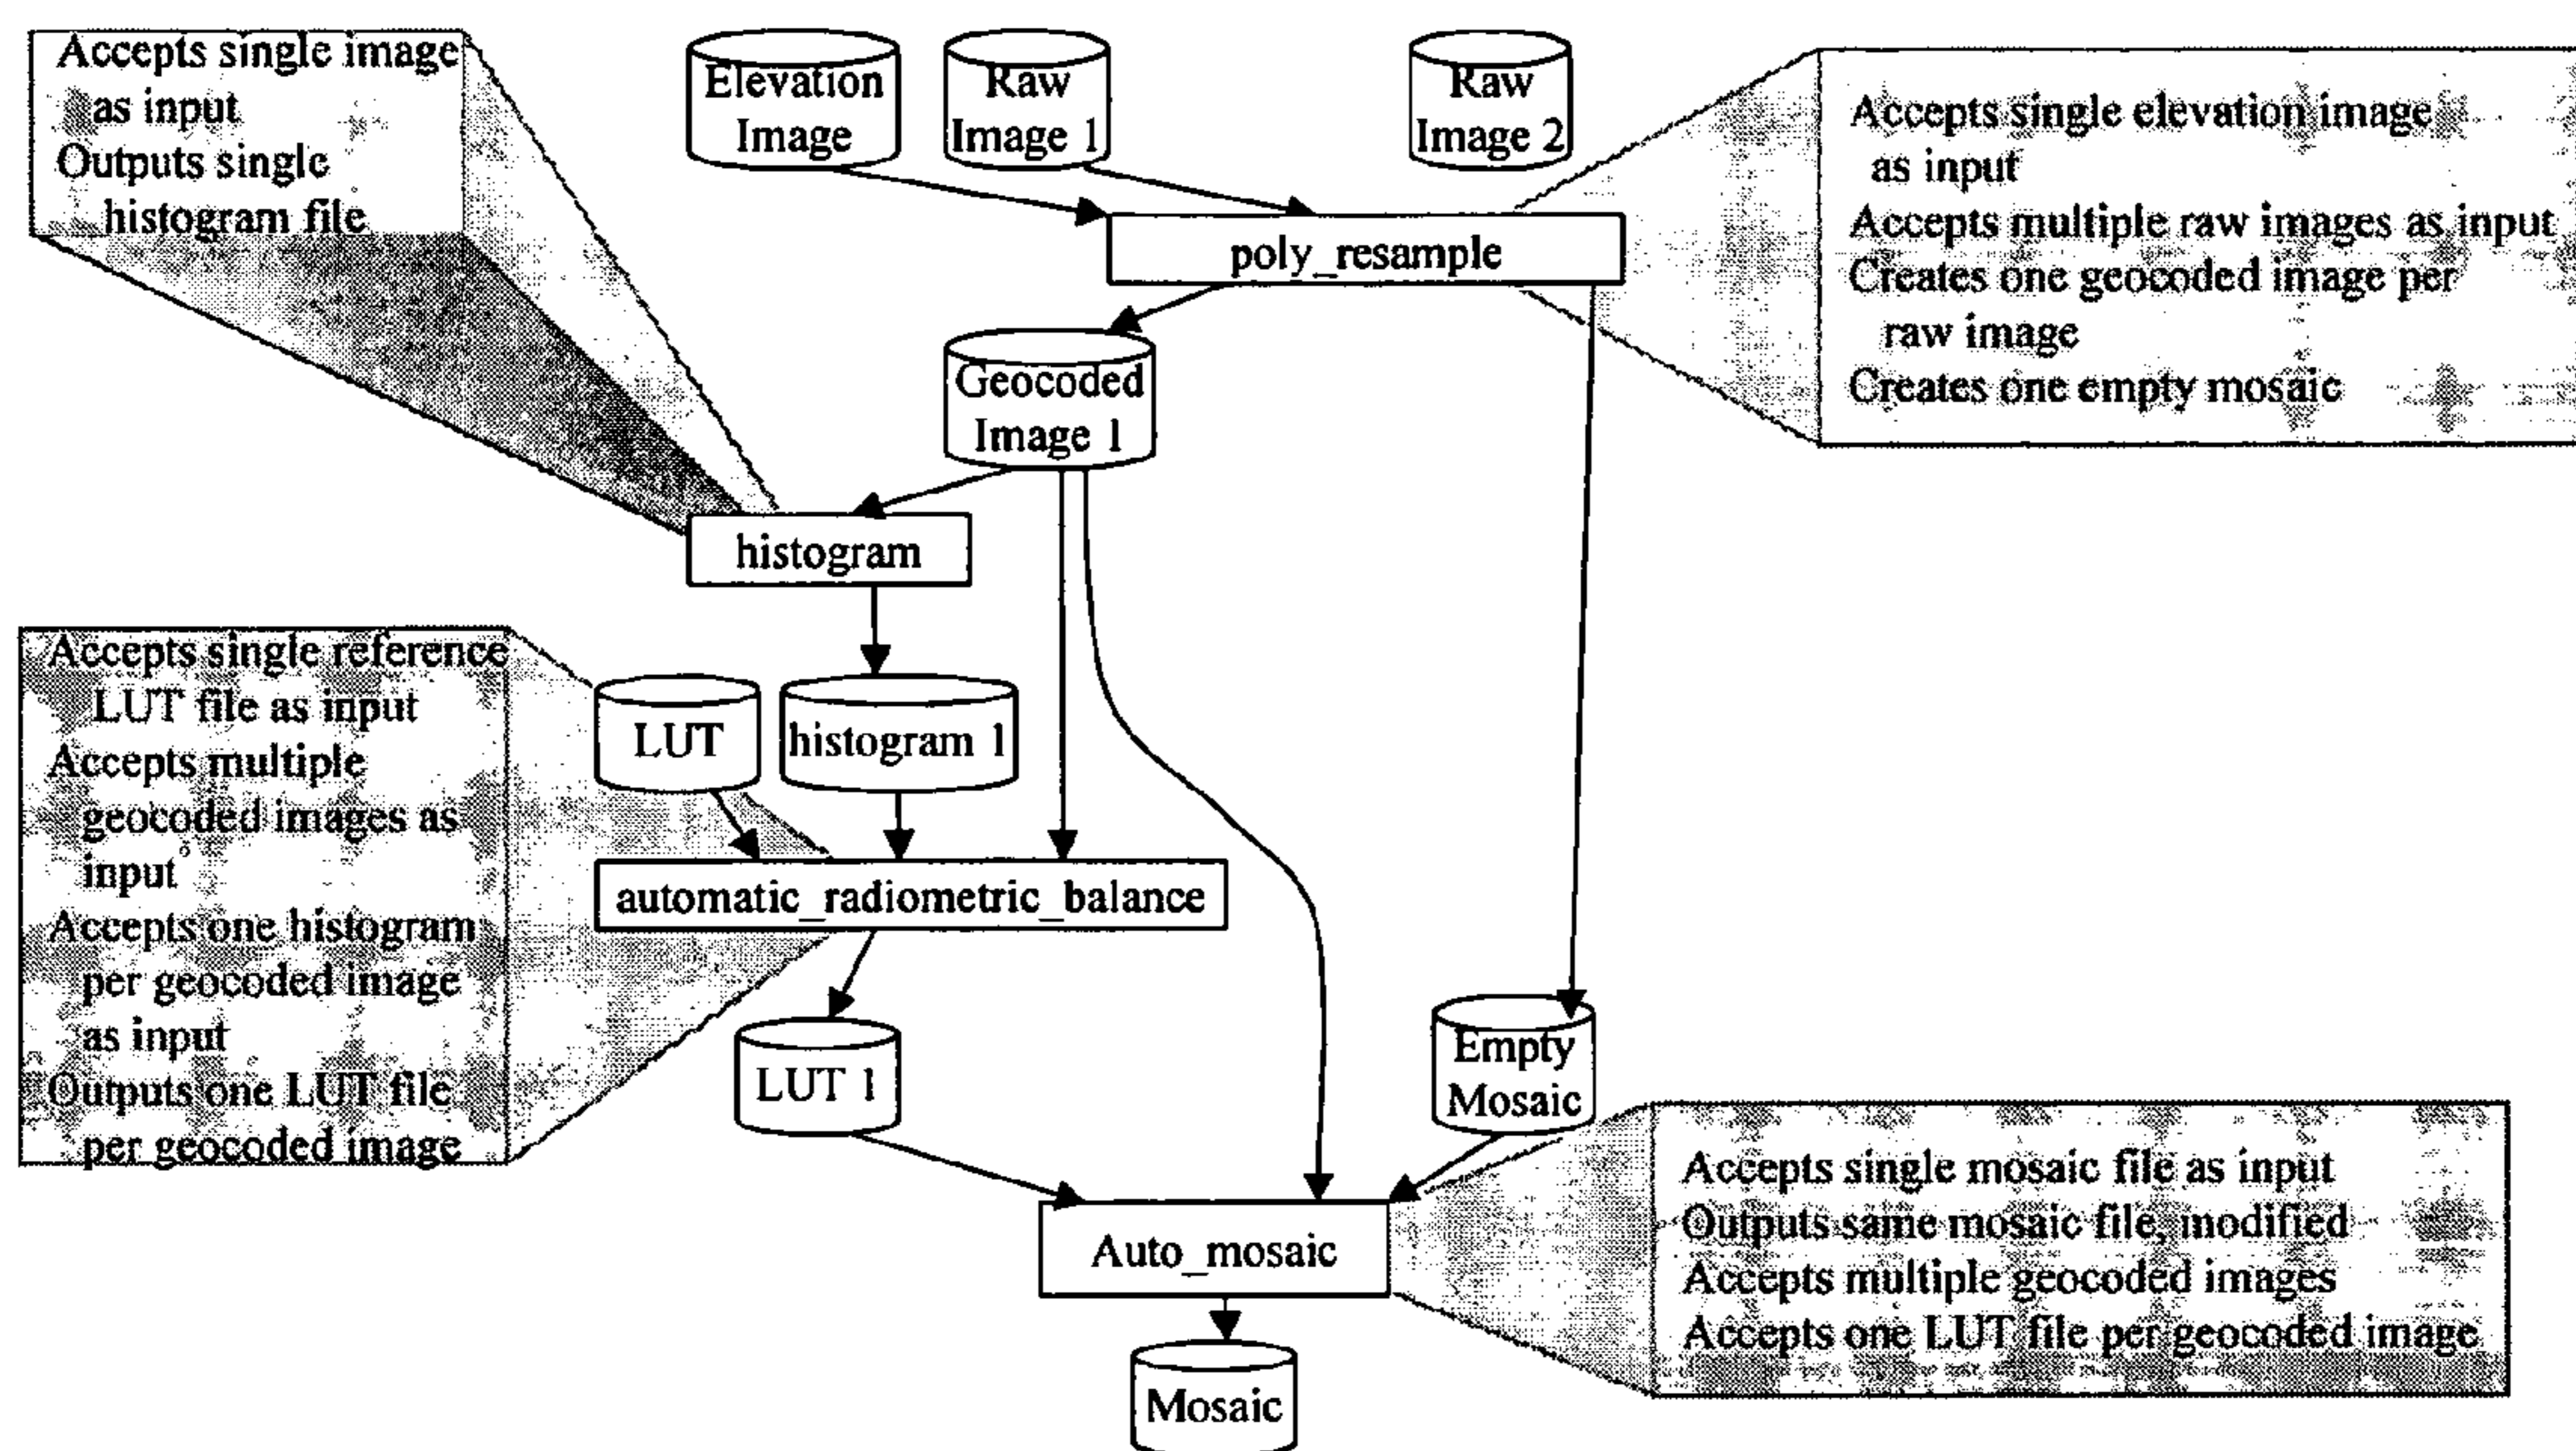 Accepts single image
as input
Outputs single
histogram file
Elevation
Image
Raw
Image 1
Raw
Image 2
Accepts single elevation image
as input
Accepts multiple raw images as input
Creates one geocoded image per
raw image
Creates one empty mosaic
poly_resample
Geocoded
Image 1
histogram
Accepts single reference
LUT file as input
Accepts multiple
geocoded images as
input
Accepts one histogram
per geocoded image
as input
Outputs one LUT file
per geocoded image
LUT
histogram 1
automatic_radiometric_balance
LUT 1
Empty
Mosaic
Auto_mosaic
Accepts single mosaic file as input
Outputs same mosaic file, modified
Accepts multiple geocoded images
Accepts one LUT file per geocoded image
Mosaic